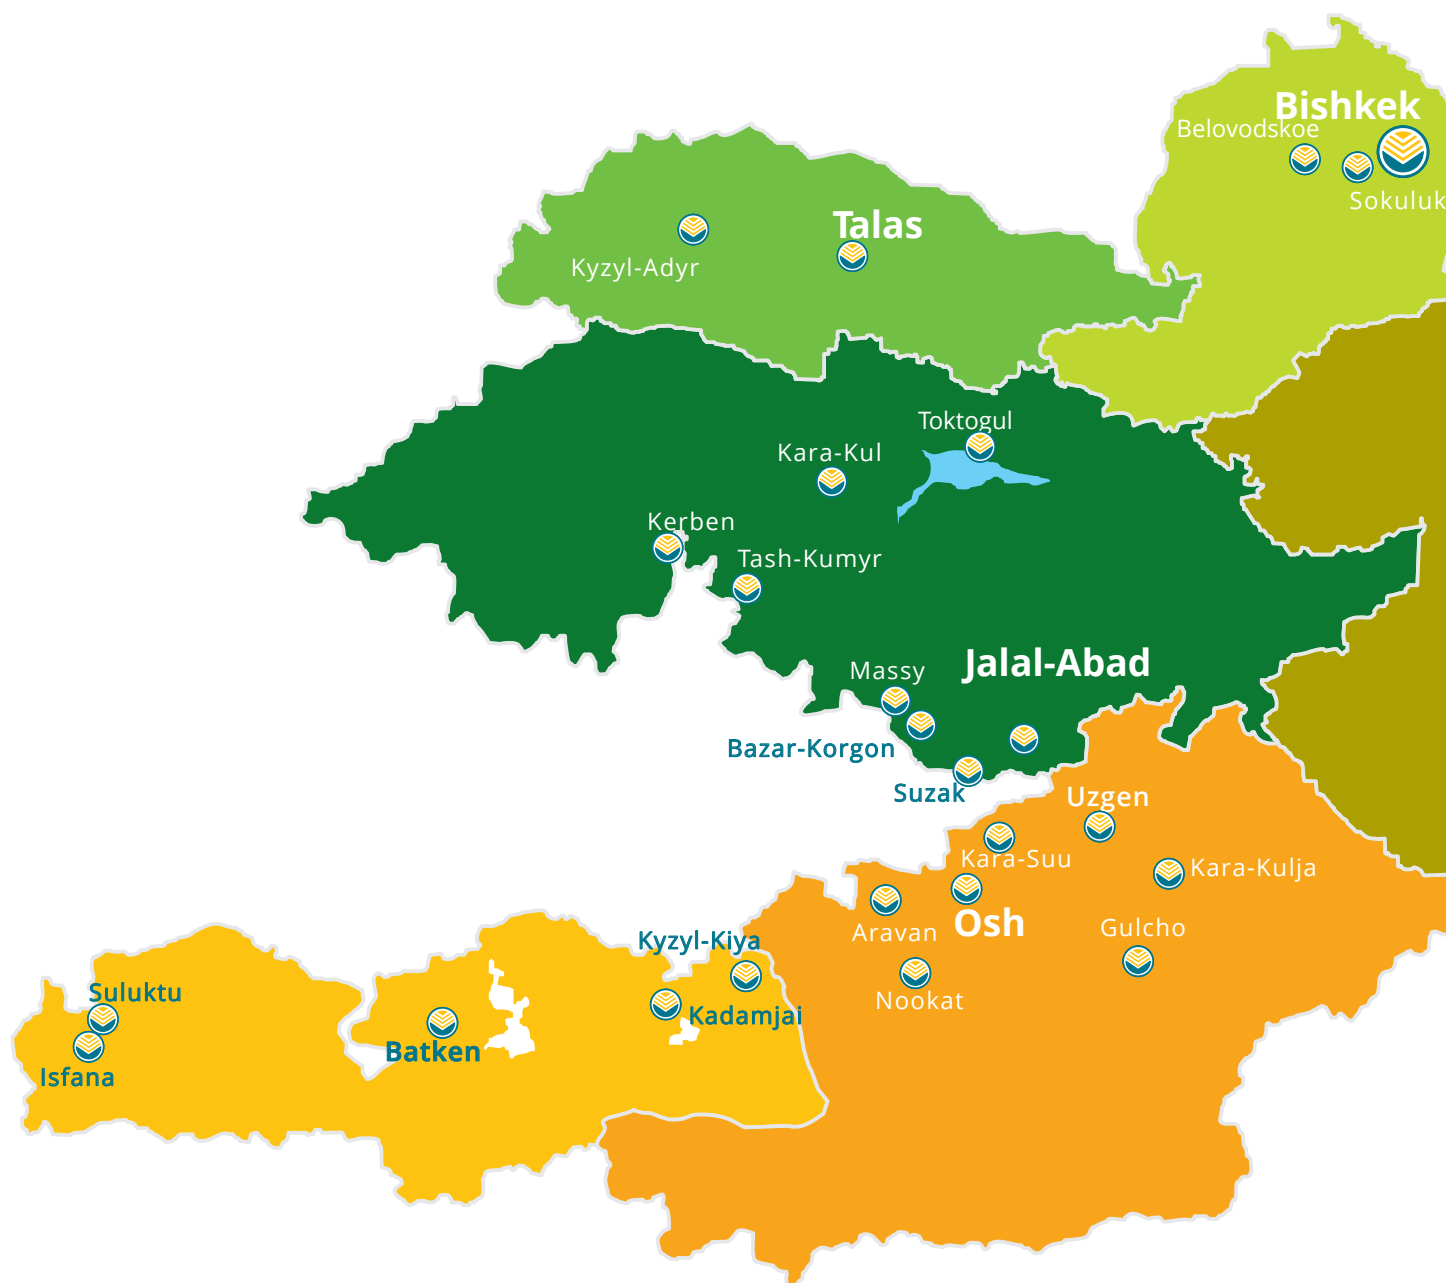 Bishkek
Belovodskoe
Sokuluk
Talas
Kyzyl-Adyr
Toktogul
Kara-Kul
Kerben
Tash-Kumyr
Massy
Jalal-Abad
Bazar-Korgon
Suzak
Uzgen
Kara-Suu
Kara-Kulja
Aravan
Osh
Gulcho
Kyzyl-Kiya
Nookat
Suluktu
Kadamjai
Batken
Isfana